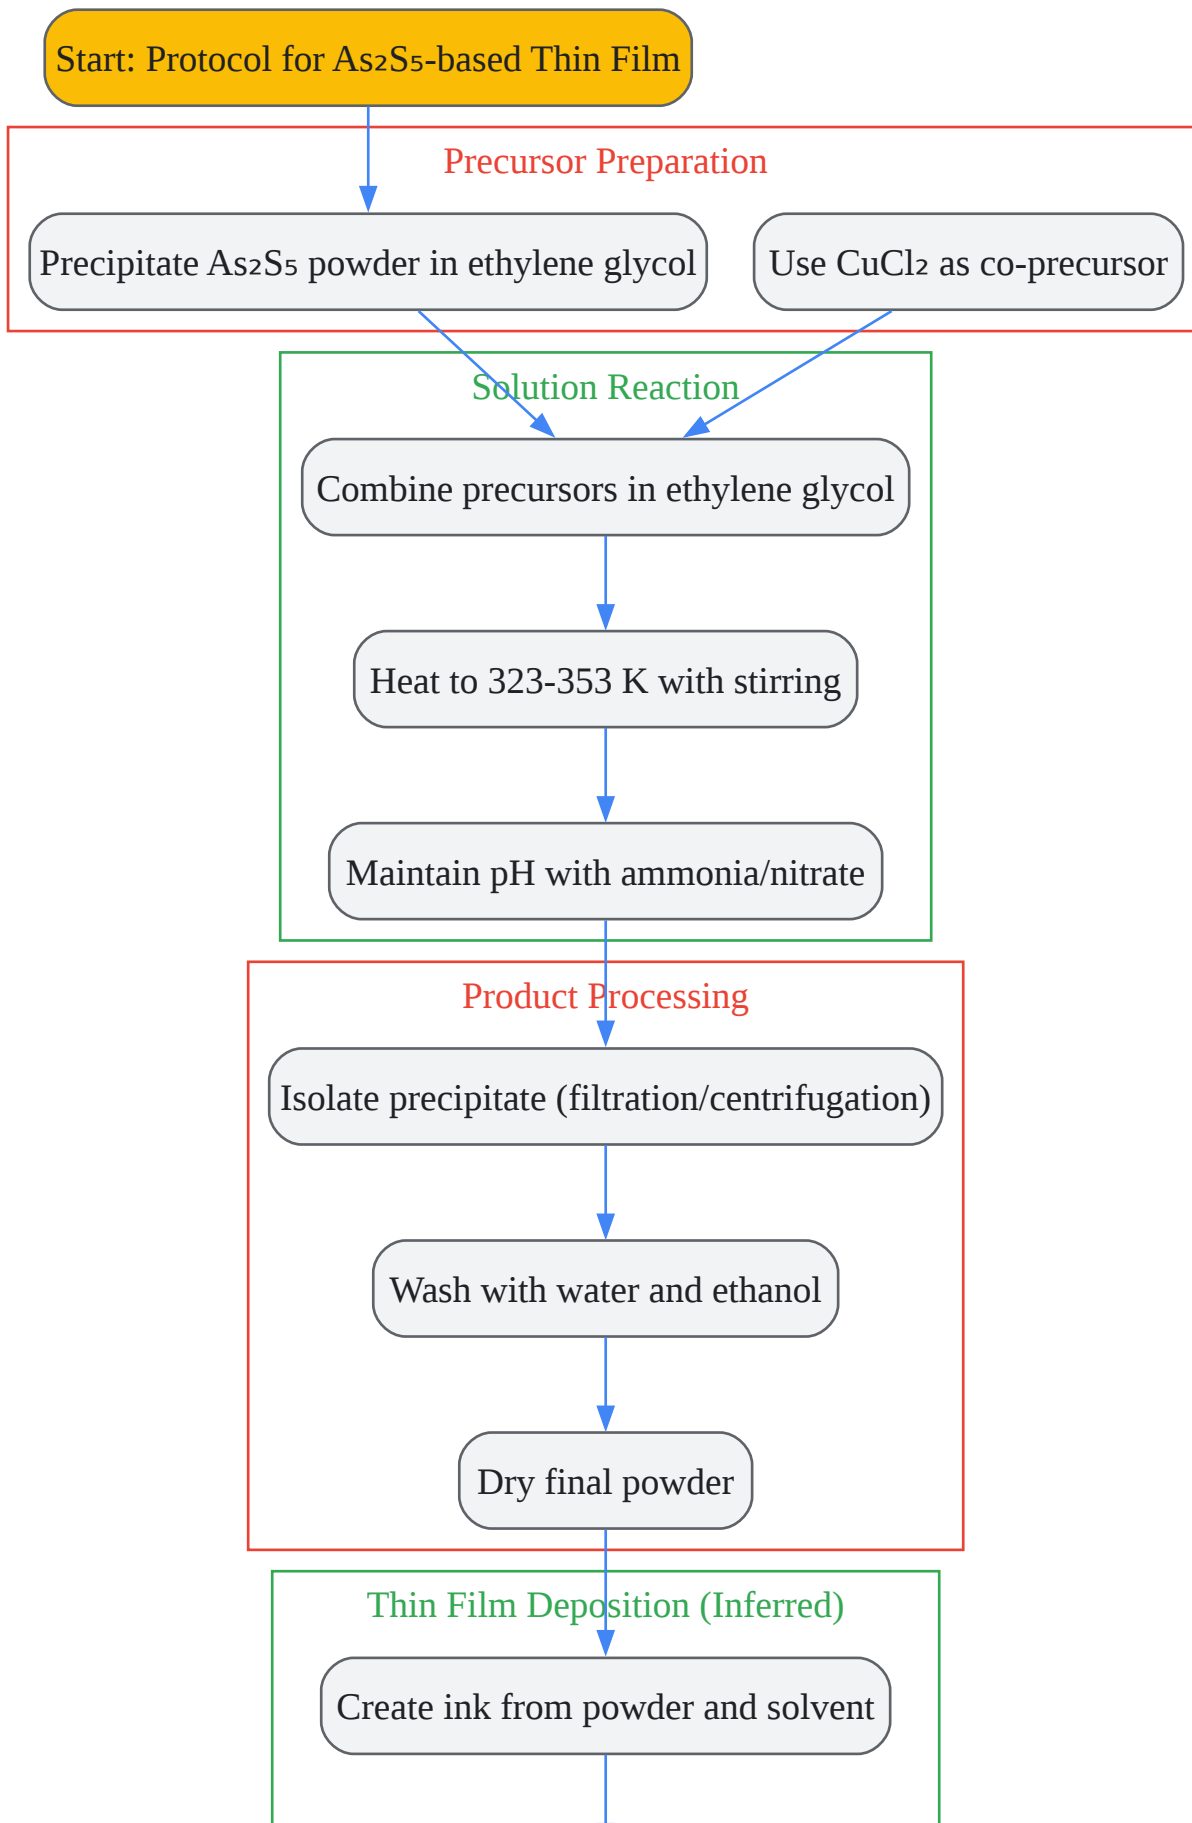 Start: Protocol for As₂S₅-based Thin Film
Precursor Preparation
Precipitate As₂S₅ powder in ethylene glycol
Use CuCl₂ as co-precursor
Solution Reaction
Combine precursors in ethylene glycol
Heat to 323-353 K with stirring
Maintain pH with ammonia/nitrate
Product Processing
Isolate precipitate (filtration/centrifugation)
Wash with water and ethanol
Dry final powder
Thin Film Deposition (Inferred)
Create ink from powder and solvent